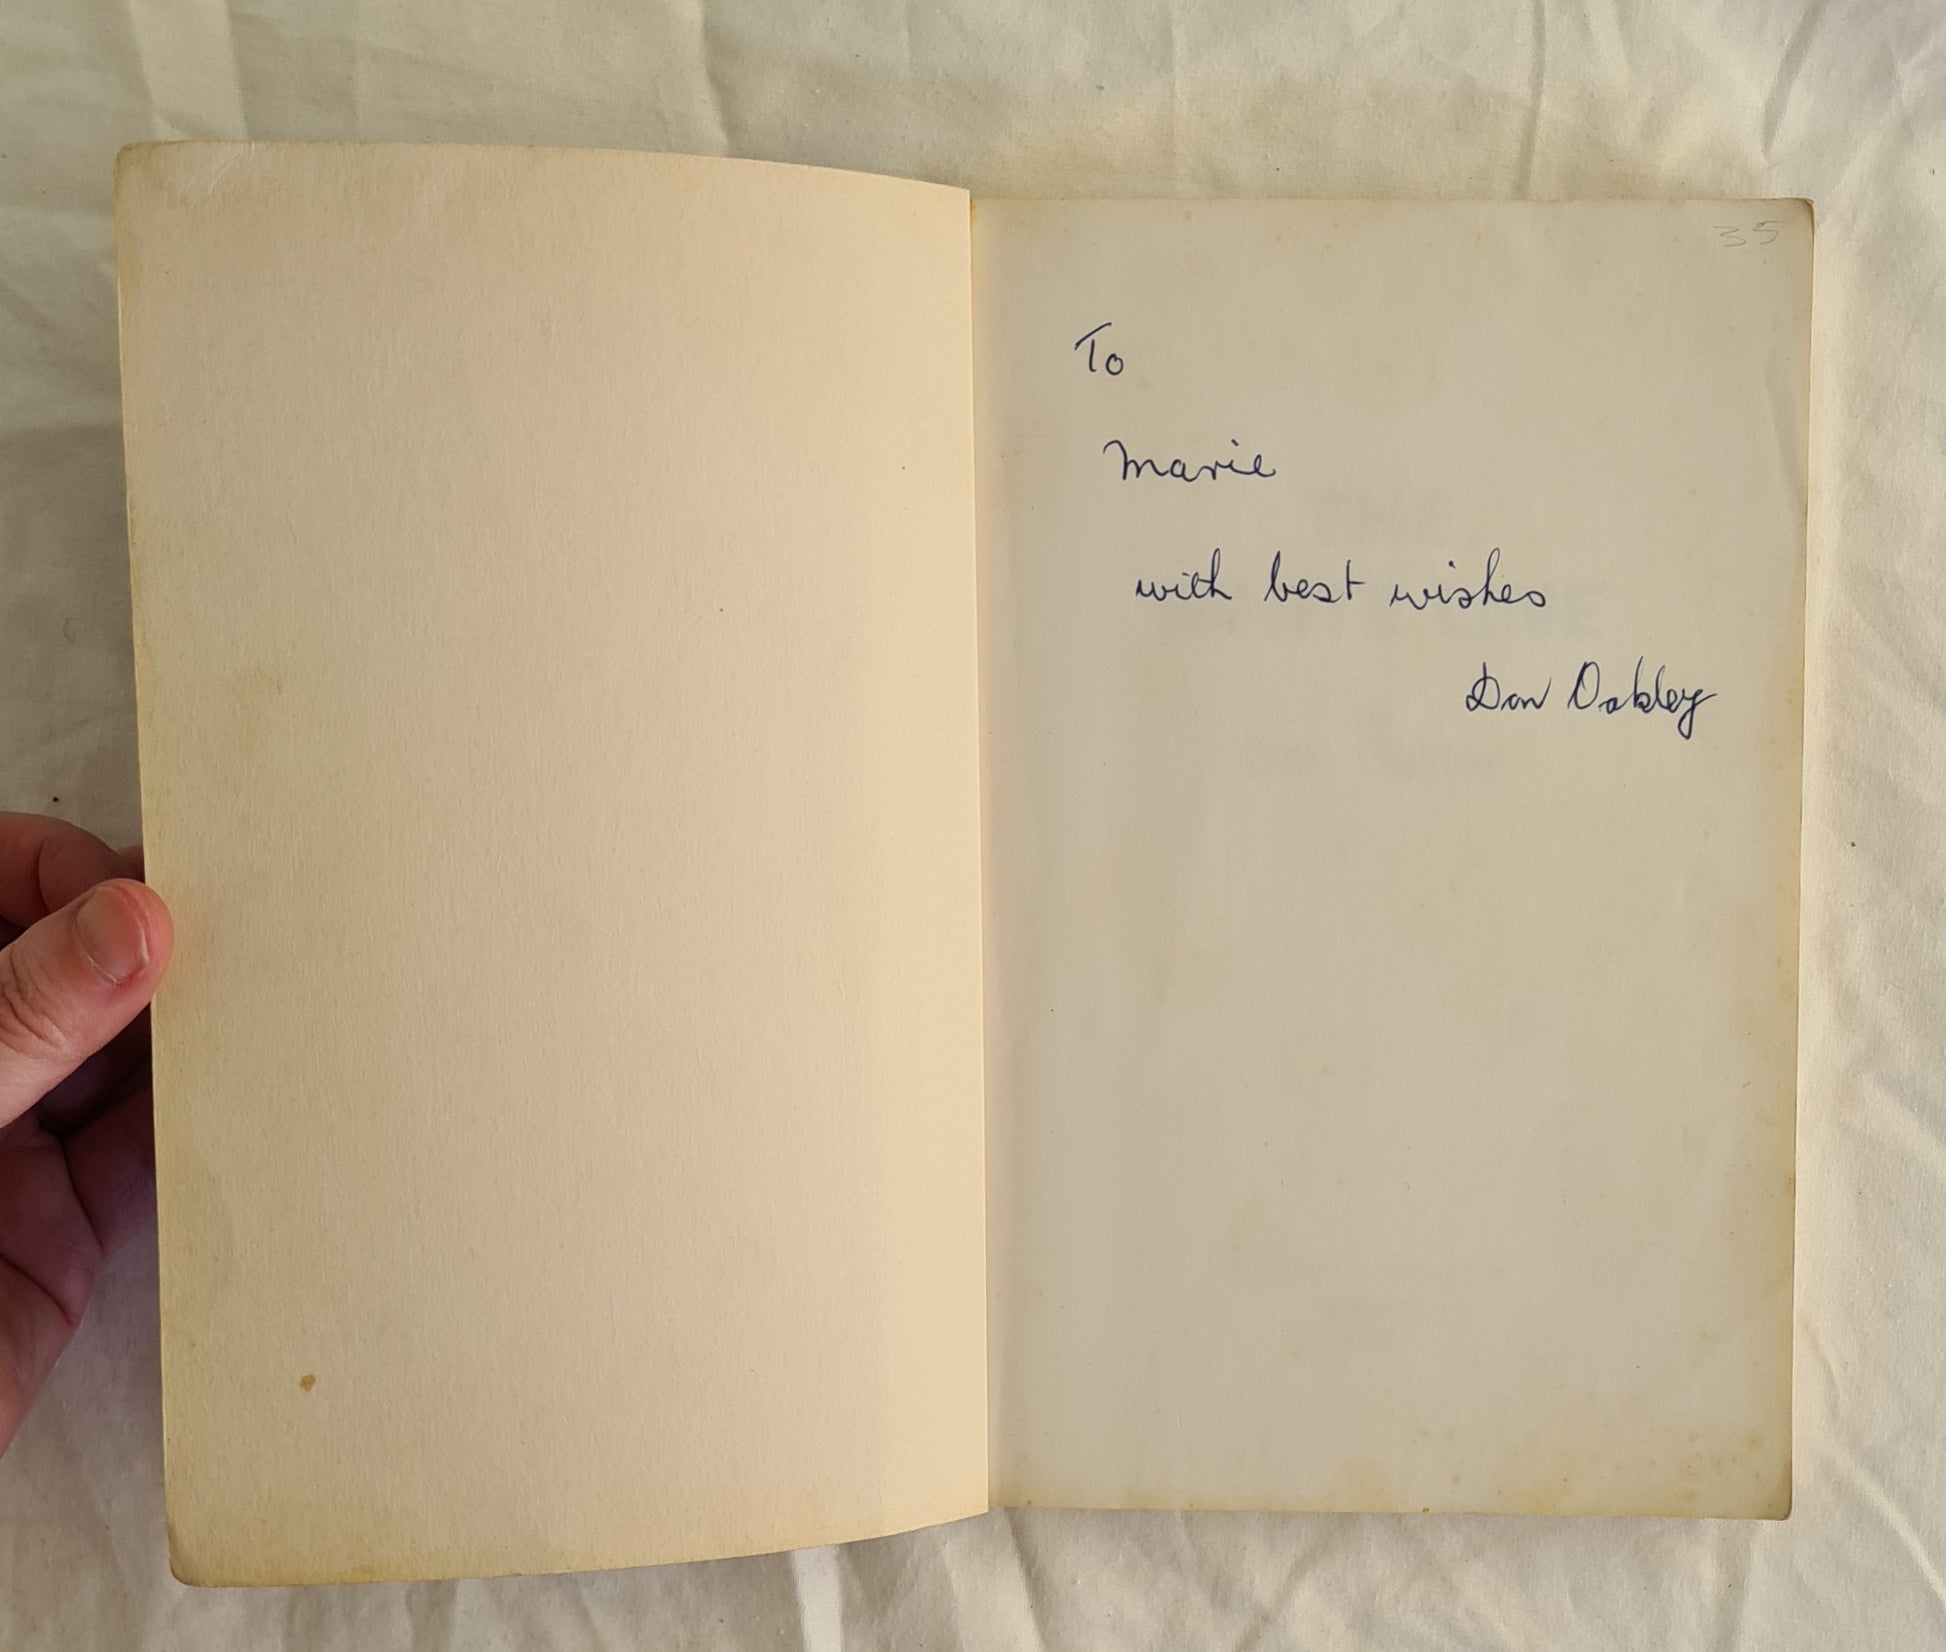 35
To
Marie
with best wishes
Don Oakley